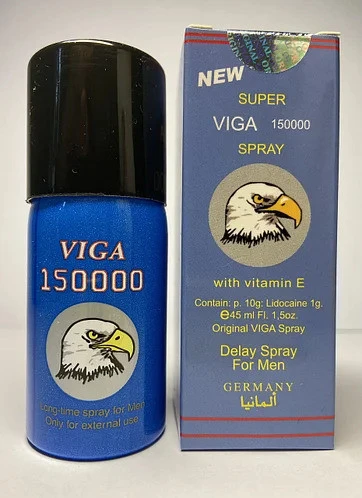 VIGA
150000
Long-time spray for Men
Only for external use
NEW
SUPER
VIGA 150000
SPRAY
with vitamin E
Contain: p. 10g: Lidocaine 1g.
℮45 ml Fl. 1,5oz.
Original VIGA Spray
Delay Spray
For Men
GERMANY
ألمانيا